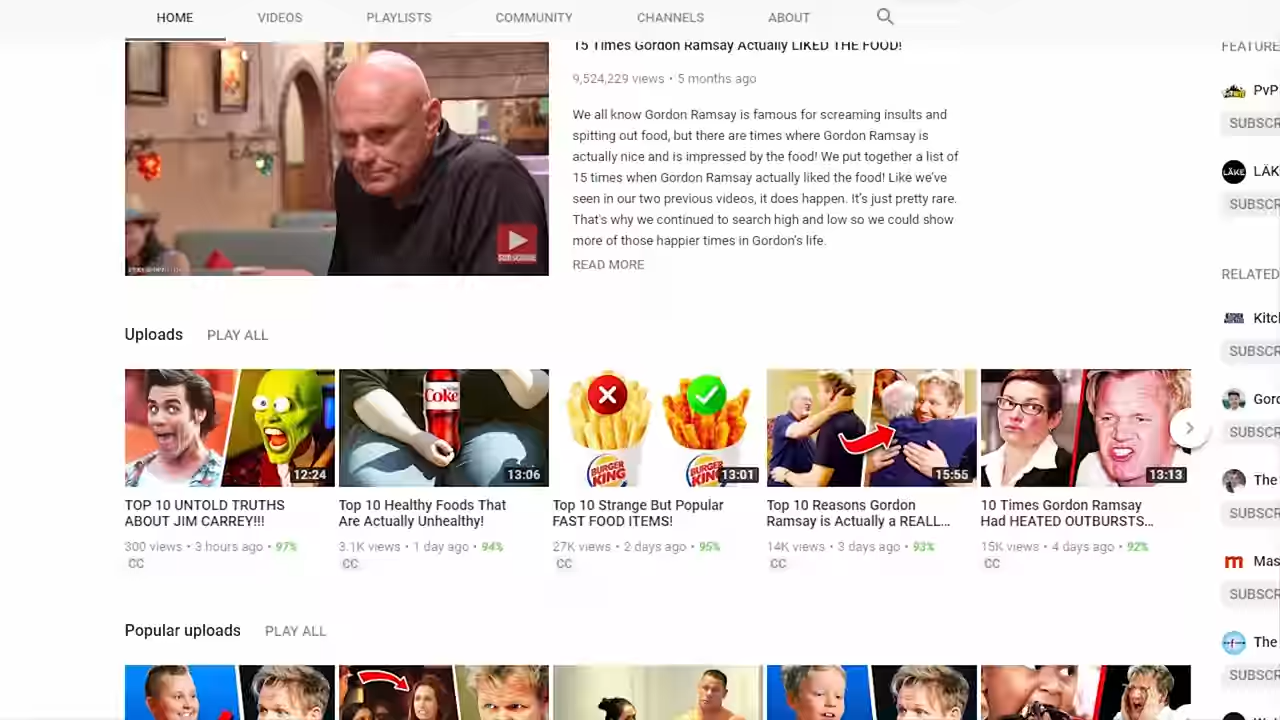 HOME VIDEOS PLAYLISTS COMMUNITY CHANNELS ABOUT
15 Times Gordon Ramsay Actually LIKED THE FOOD!
9,524,229 views • 5 months ago
We all know Gordon Ramsay is famous for screaming insults and
spitting out food, but there are times where Gordon Ramsay is
actually nice and is impressed by the food! We put together a list of
15 times when Gordon Ramsay actually liked the food! Like we've
seen in our two previous videos, it does happen. It's just pretty rare.
That's why we continued to search high and low so we could show
more of those happier times in Gordon's life.
READ MORE
SUBSCRIBE
FEATURE
PvP
SUBSCR
LÄKE
LÄK
SUBSCR
RELATED
Kitc
SUBSCR
Gord
SUBSCR
The
SUBSCR
m Mas
SUBSCR
The
SUBSCR
Uploads PLAY ALL
Coke
BURGER KING
BURGER KING
12:24
13:06
13:01
15:55
13:13
TOP 10 UNTOLD TRUTHS
ABOUT JIM CARREY!!!
300 views • 3 hours ago • 97%
CC
Top 10 Healthy Foods That
Are Actually Unhealthy!
3.1K views • 1 day ago • 94%
CC
Top 10 Strange But Popular
FAST FOOD ITEMS!
27K views • 2 days ago • 95%
CC
Top 10 Reasons Gordon
Ramsay is Actually a REALL...
14K views • 3 days ago • 93%
CC
10 Times Gordon Ramsay
Had HEATED OUTBURSTS...
15K views • 4 days ago • 92%
CC
Popular uploads PLAY ALL